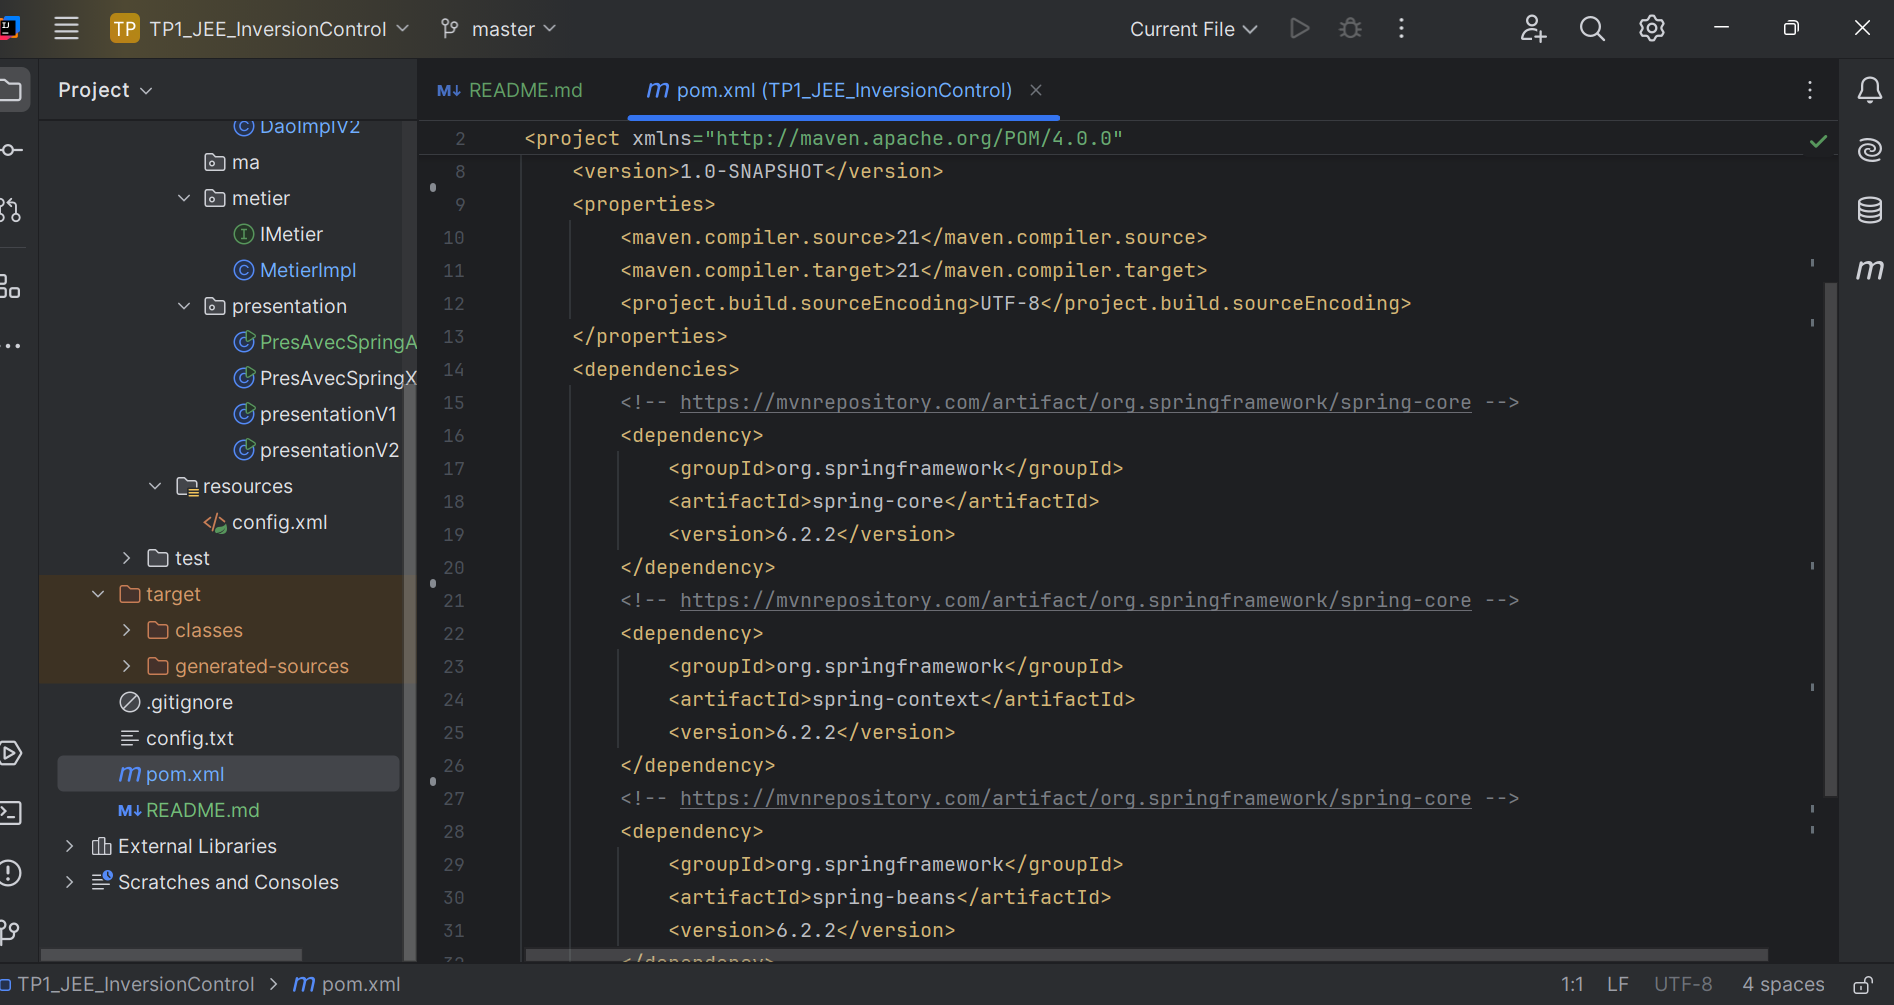 TP TP1_JEE_InversionControl master Current File
Project
DaoImplV2
ma
metier
IMetier
MetierImpl
presentation
PresAvecSpringA
PresAvecSpringX
presentationV1
presentationV2
resources
config.xml
test
target
classes
generated-sources
.gitignore
config.txt
m pom.xml
M↓ README.md
External Libraries
Scratches and Consoles
M↓ README.md m pom.xml (TP1_JEE_InversionControl)
2 <project xmlns="http://maven.apache.org/POM/4.0.0"
8 <version>1.0-SNAPSHOT</version>
9 <properties>
10 <maven.compiler.source>21</maven.compiler.source>
11 <maven.compiler.target>21</maven.compiler.target>
12 <project.build.sourceEncoding>UTF-8</project.build.sourceEncoding>
13 </properties>
14 <dependencies>
15 <!-- https://mvnrepository.com/artifact/org.springframework/spring-core -->
16 <dependency>
17 <groupId>org.springframework</groupId>
18 <artifactId>spring-core</artifactId>
19 <version>6.2.2</version>
20 </dependency>
21 <!-- https://mvnrepository.com/artifact/org.springframework/spring-core -->
22 <dependency>
23 <groupId>org.springframework</groupId>
24 <artifactId>spring-context</artifactId>
25 <version>6.2.2</version>
26 </dependency>
27 <!-- https://mvnrepository.com/artifact/org.springframework/spring-core -->
28 <dependency>
29 <groupId>org.springframework</groupId>
30 <artifactId>spring-beans</artifactId>
31 <version>6.2.2</version>
32 </dependency>
m
TP1_JEE_InversionControl > m pom.xml 1:1 LF UTF-8 4 spaces